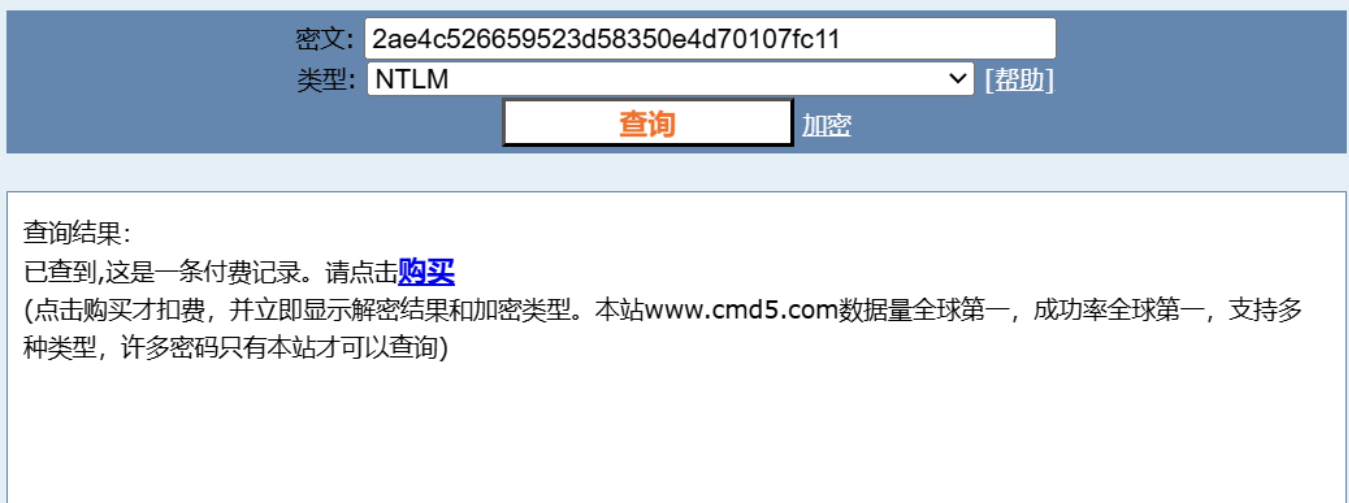 密文: 2ae4c526659523d58350e4d70107fc11
类型: NTLM [帮助]
查询 加密
查询结果:
已查到,这是一条付费记录。请点击购买
(点击购买才扣费，并立即显示解密结果和加密类型。本站www.cmd5.com数据量全球第一，成功率全球第一，支持多
种类型，许多密码只有本站才可以查询)